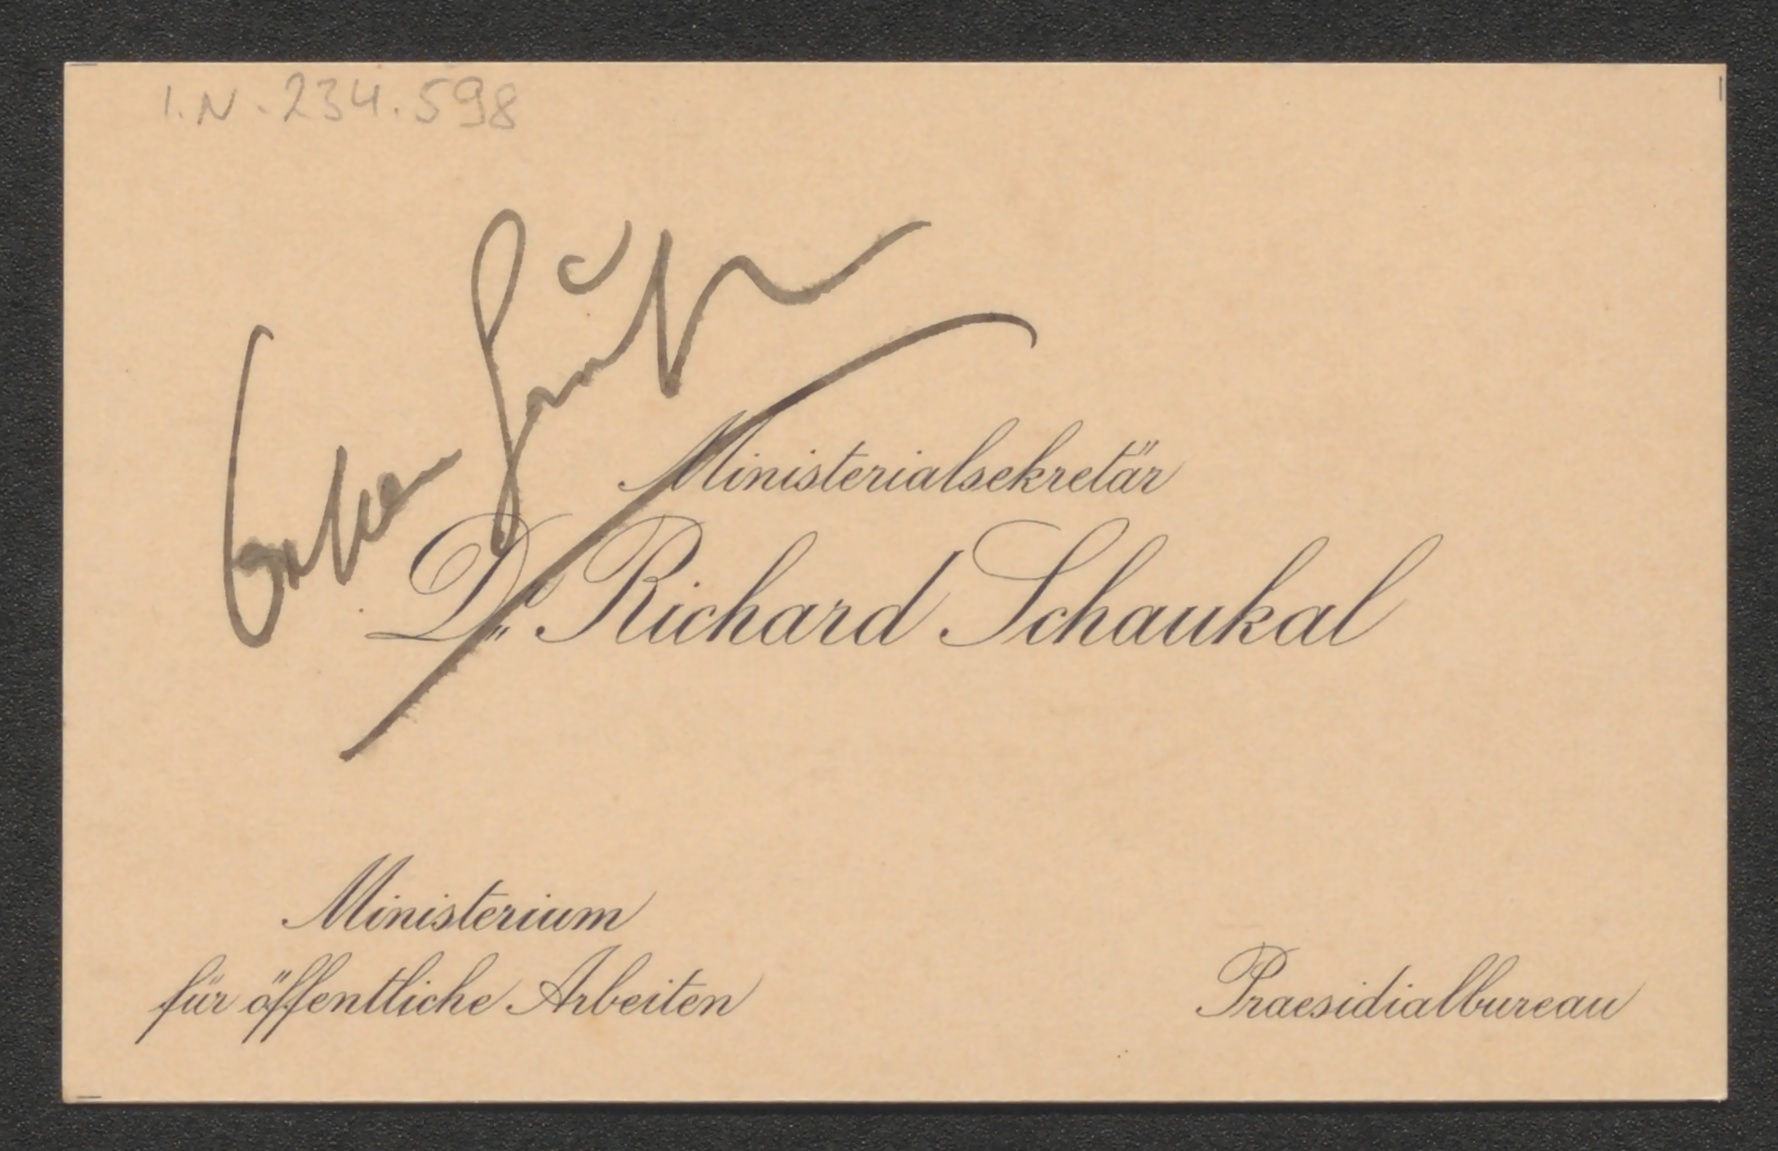 I.N. 234.598
Ministerialsekretär
Dr. Richard Schaukal
Ministerium
für öffentliche Arbeiten
Praesidialbureau